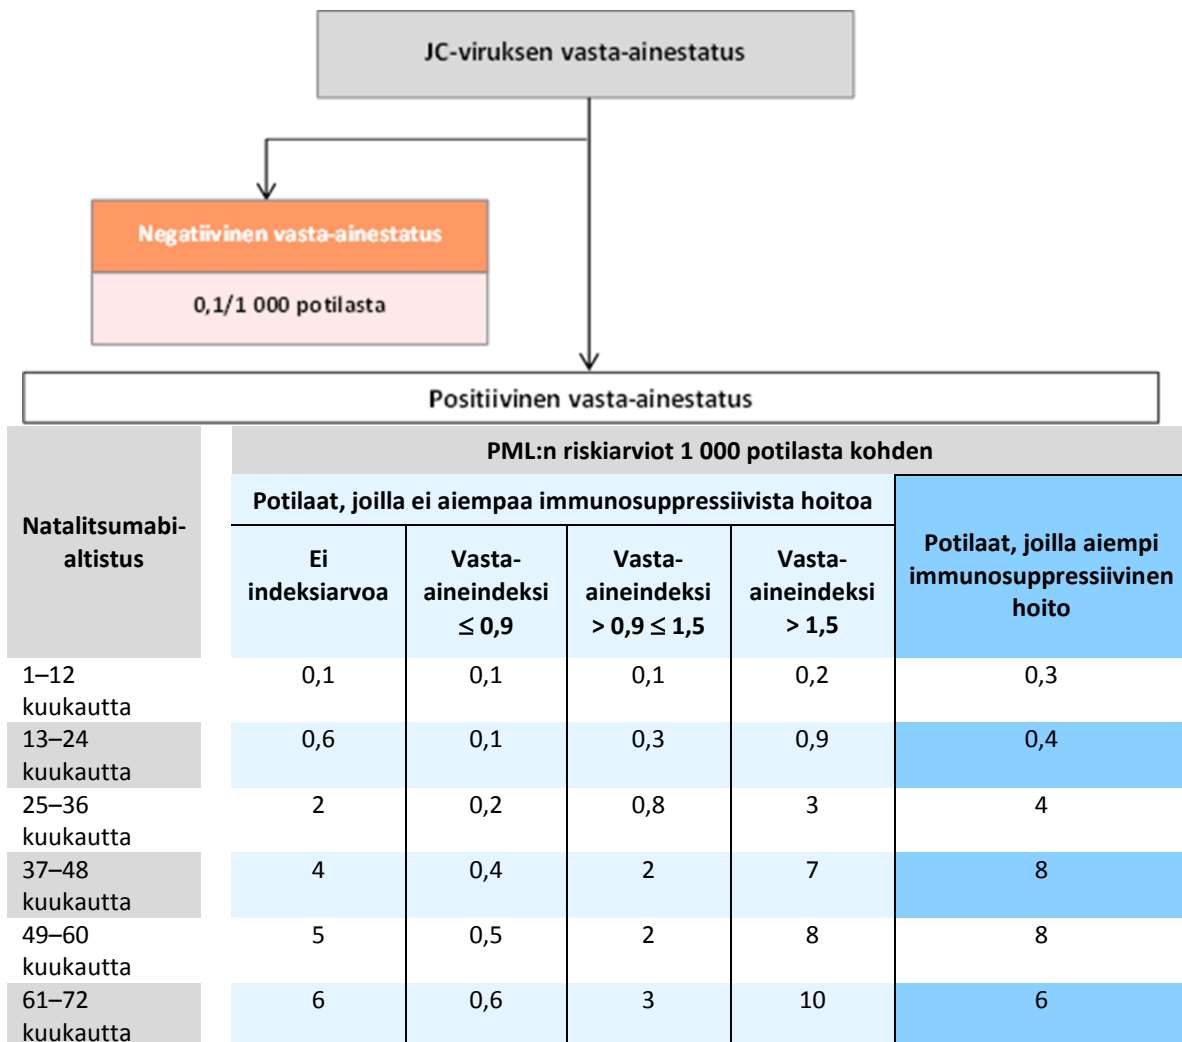 JC-viruksen vasta-ainestatus
Negatiivinen vasta-ainestatus
0,1/1 000 potilasta
Positiivinen vasta-ainestatus
Natalitsumabi-
altistus
PML:n riskiarviot 1 000 potilasta kohden
Potilaat, joilla ei aiempaa immunosuppressiivista hoitoa
Potilaat, joilla aiempi
immunosuppressiivinen
hoito
Ei
indeksiarvoa
Vasta-
aineindeksi
≤ 0,9
Vasta-
aineindeksi
> 0,9 ≤ 1,5
Vasta-
aineindeksi
> 1,5
1–12
kuukautta
0,1
0,1
0,1
0,2
0,3
13–24
kuukautta
0,6
0,1
0,3
0,9
0,4
25–36
kuukautta
2
0,2
0,8
3
4
37–48
kuukautta
4
0,4
2
7
8
49–60
kuukautta
5
0,5
2
8
8
61–72
kuukautta
6
0,6
3
10
6